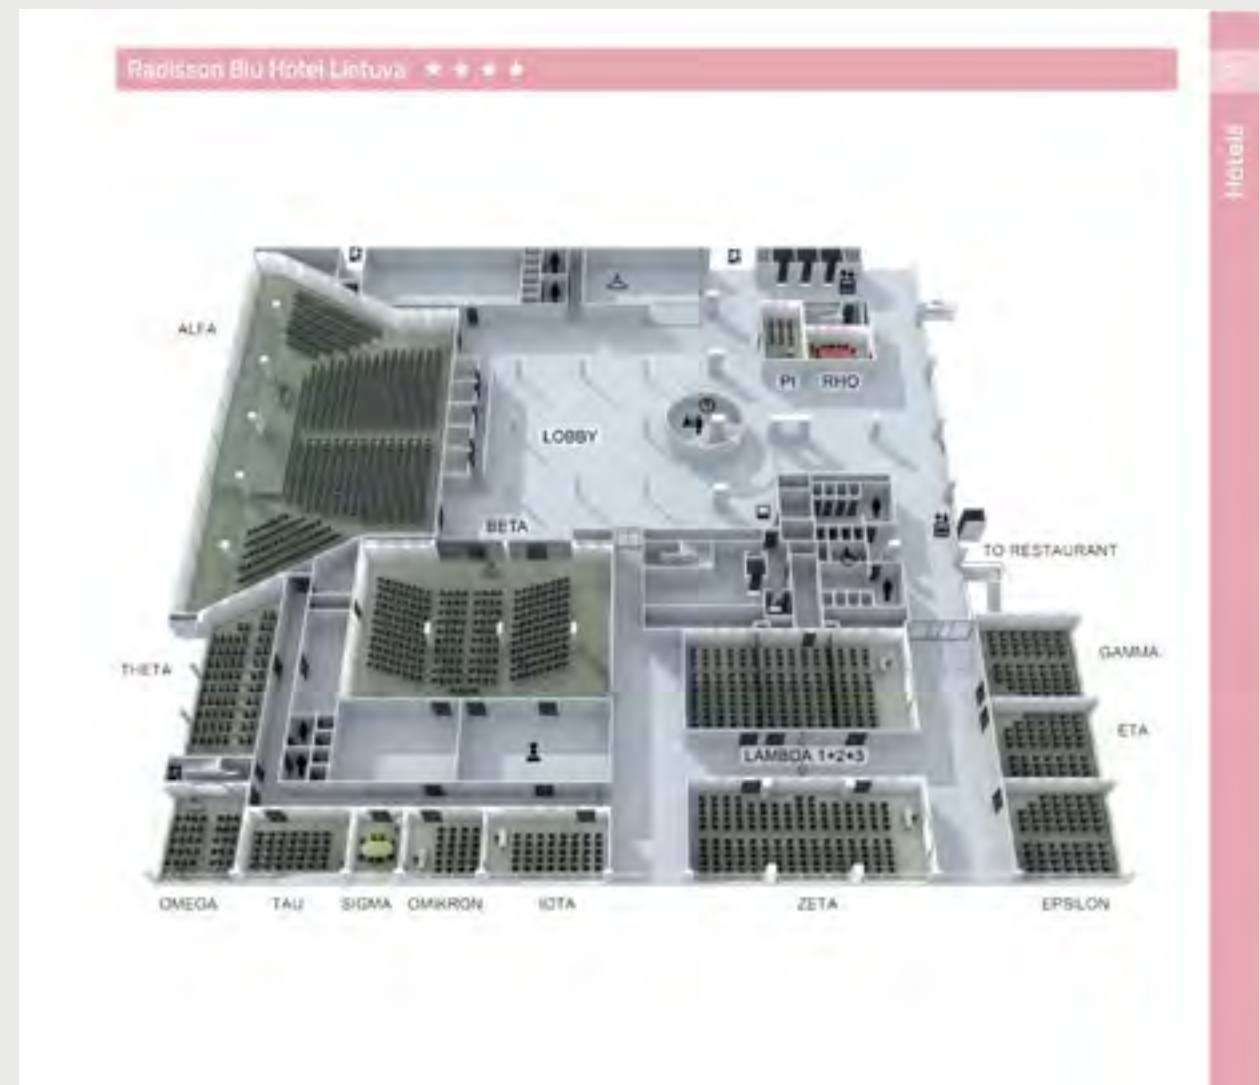 Radisson Blu Hotel Lietuva ★ ★ ★ ★
Hotels
ALFA
PI
RHO
LOBBY
BETA
TO RESTAURANT
THETA
GAMMA
ETA
LAMBDA 1+2+3
OMEGA
TAU
SIGMA
OMIKRON
IOTA
ZETA
EPSILON